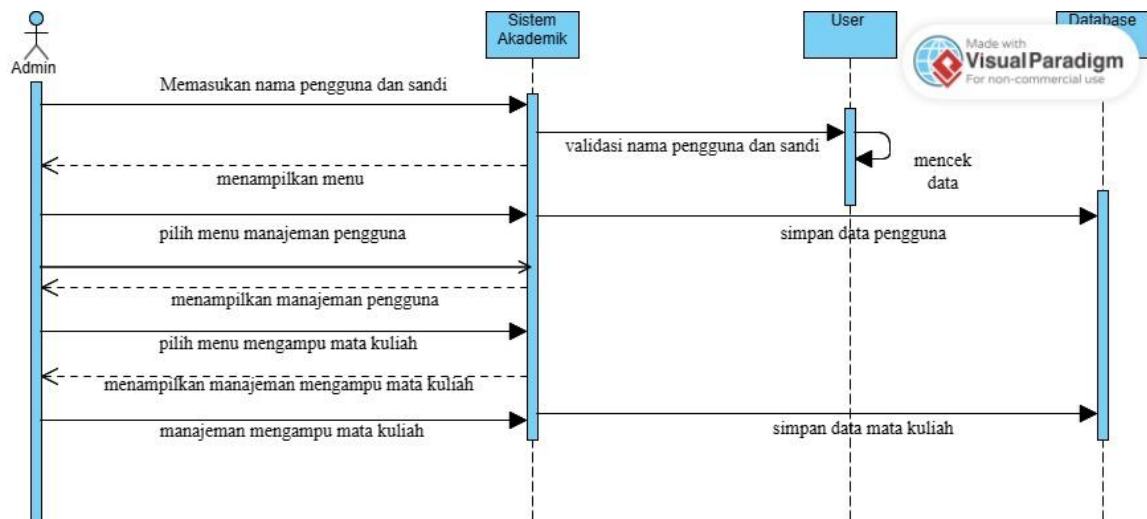 Sistem
Akademik
User
Database
Made with
Visual Paradigm
For non-commercial use
Admin
Memasukan nama pengguna dan sandi
validasi nama pengguna dan sandi
mencek
data
menampilkan menu
pilih menu manajeman pengguna
simpan data pengguna
menampilkan manajeman pengguna
pilih menu mengampu mata kuliah
menampilkan manajeman mengampu mata kuliah
manajeman mengampu mata kuliah
simpan data mata kuliah